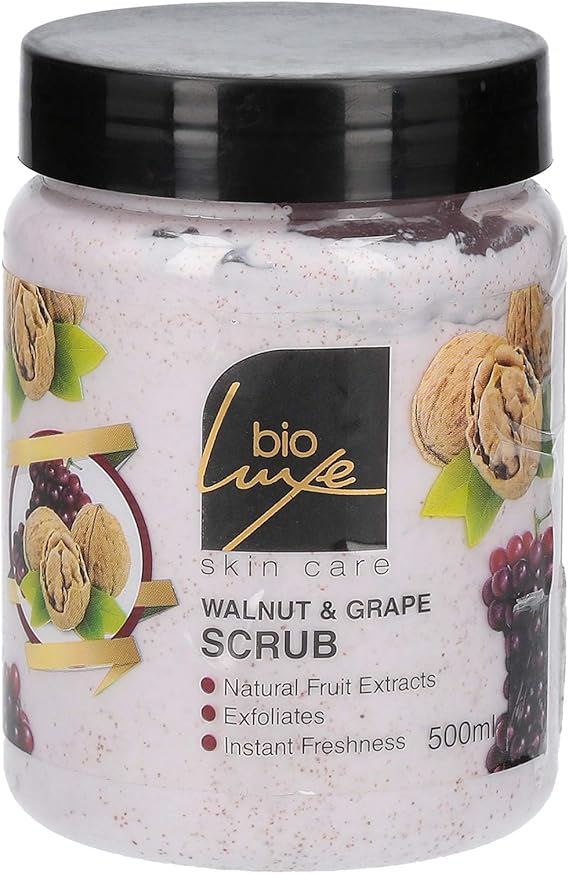 bio
Luxe
skin care
WALNUT & GRAPE
SCRUB
• Natural Fruit Extracts
• Exfoliates
• Instant Freshness 500ml